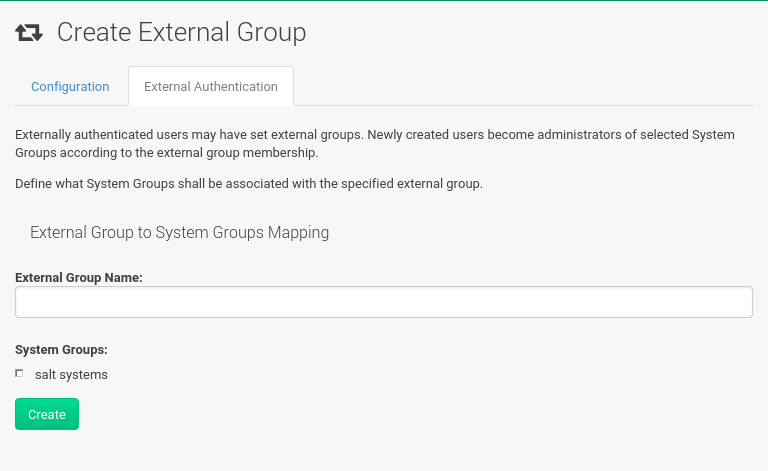 Create External Group
Configuration
External Authentication
Externally authenticated users may have set external groups. Newly created users become administrators of selected System
Groups according to the external group membership.
Define what System Groups shall be associated with the specified external group.
External Group to System Groups Mapping
External Group Name:
System Groups:
salt systems
Create